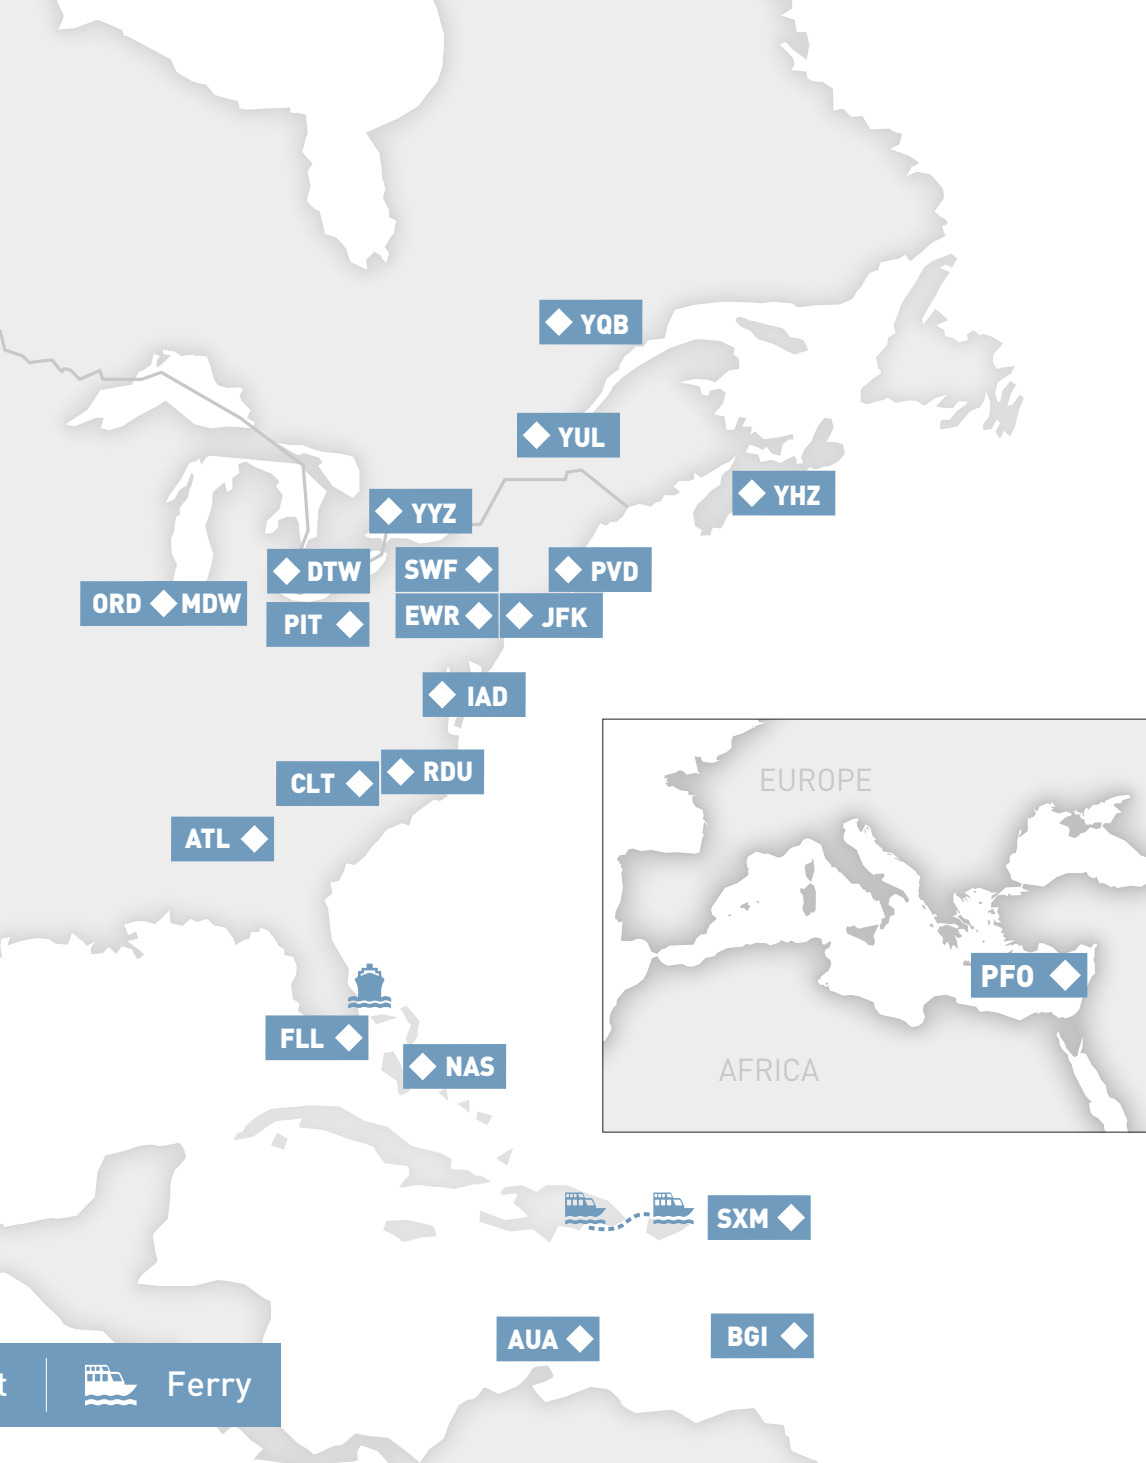 YQB
YUL
YHZ
YYZ
DTW
SWF
PVD
ORD MDW
PIT
EWR
JFK
IAD
CLT
RDU
ATL
EUROPE
PFO
AFRICA
FLL
NAS
SXM
AUA
BGI
t
Ferry